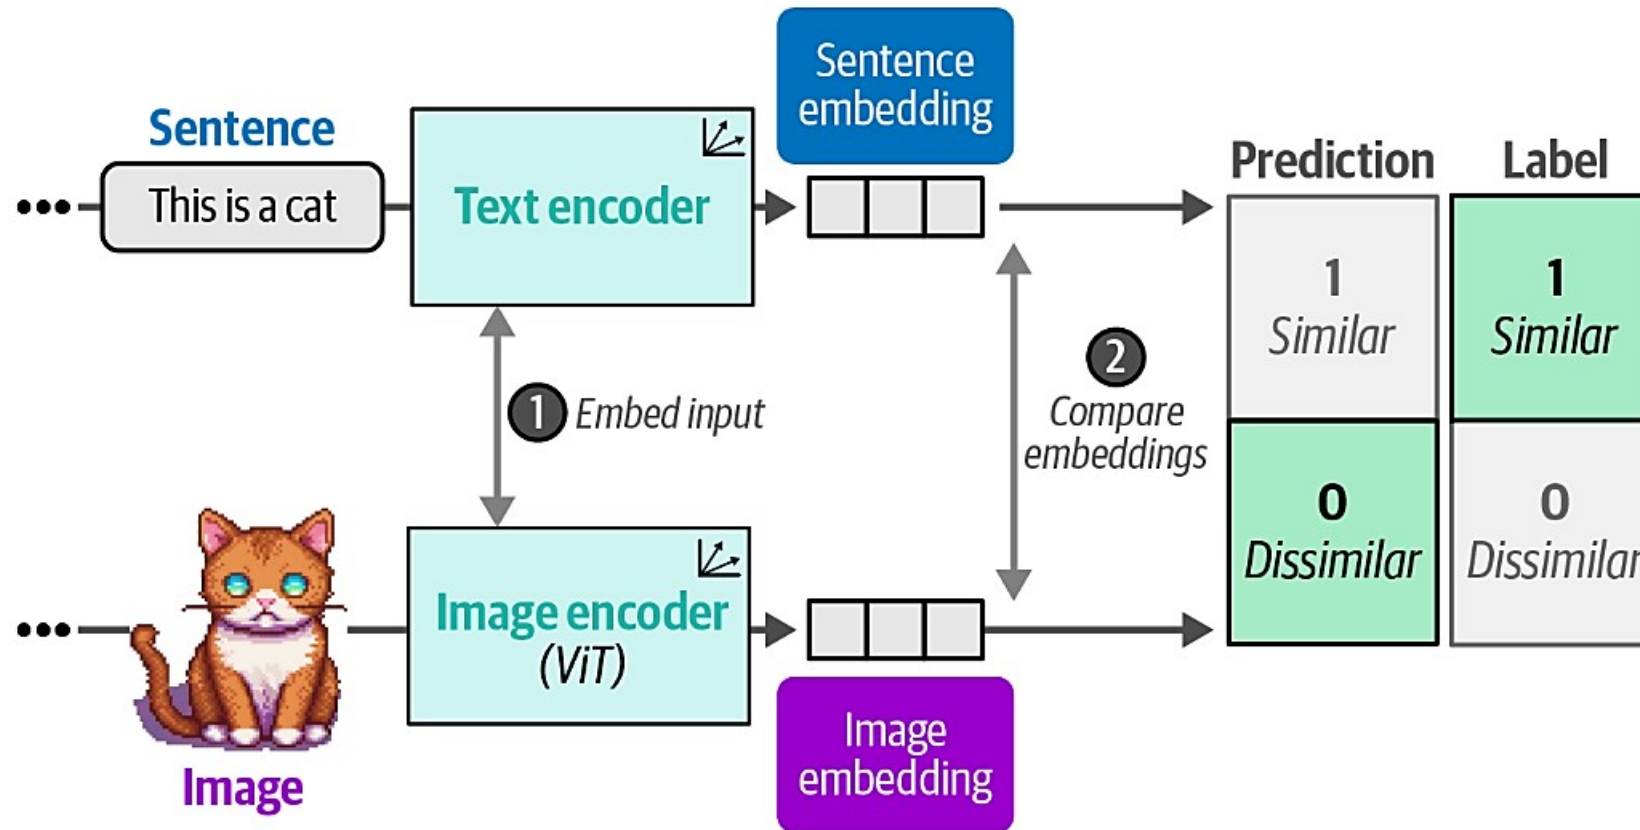 Sentence
embedding
Sentence
This is a cat
Text encoder
Prediction
Label
1
Similar
1
Similar
1
Embed input
2
Compare
embeddings
0
Dissimilar
0
Dissimilar
Image encoder
(ViT)
Image
Image
embedding